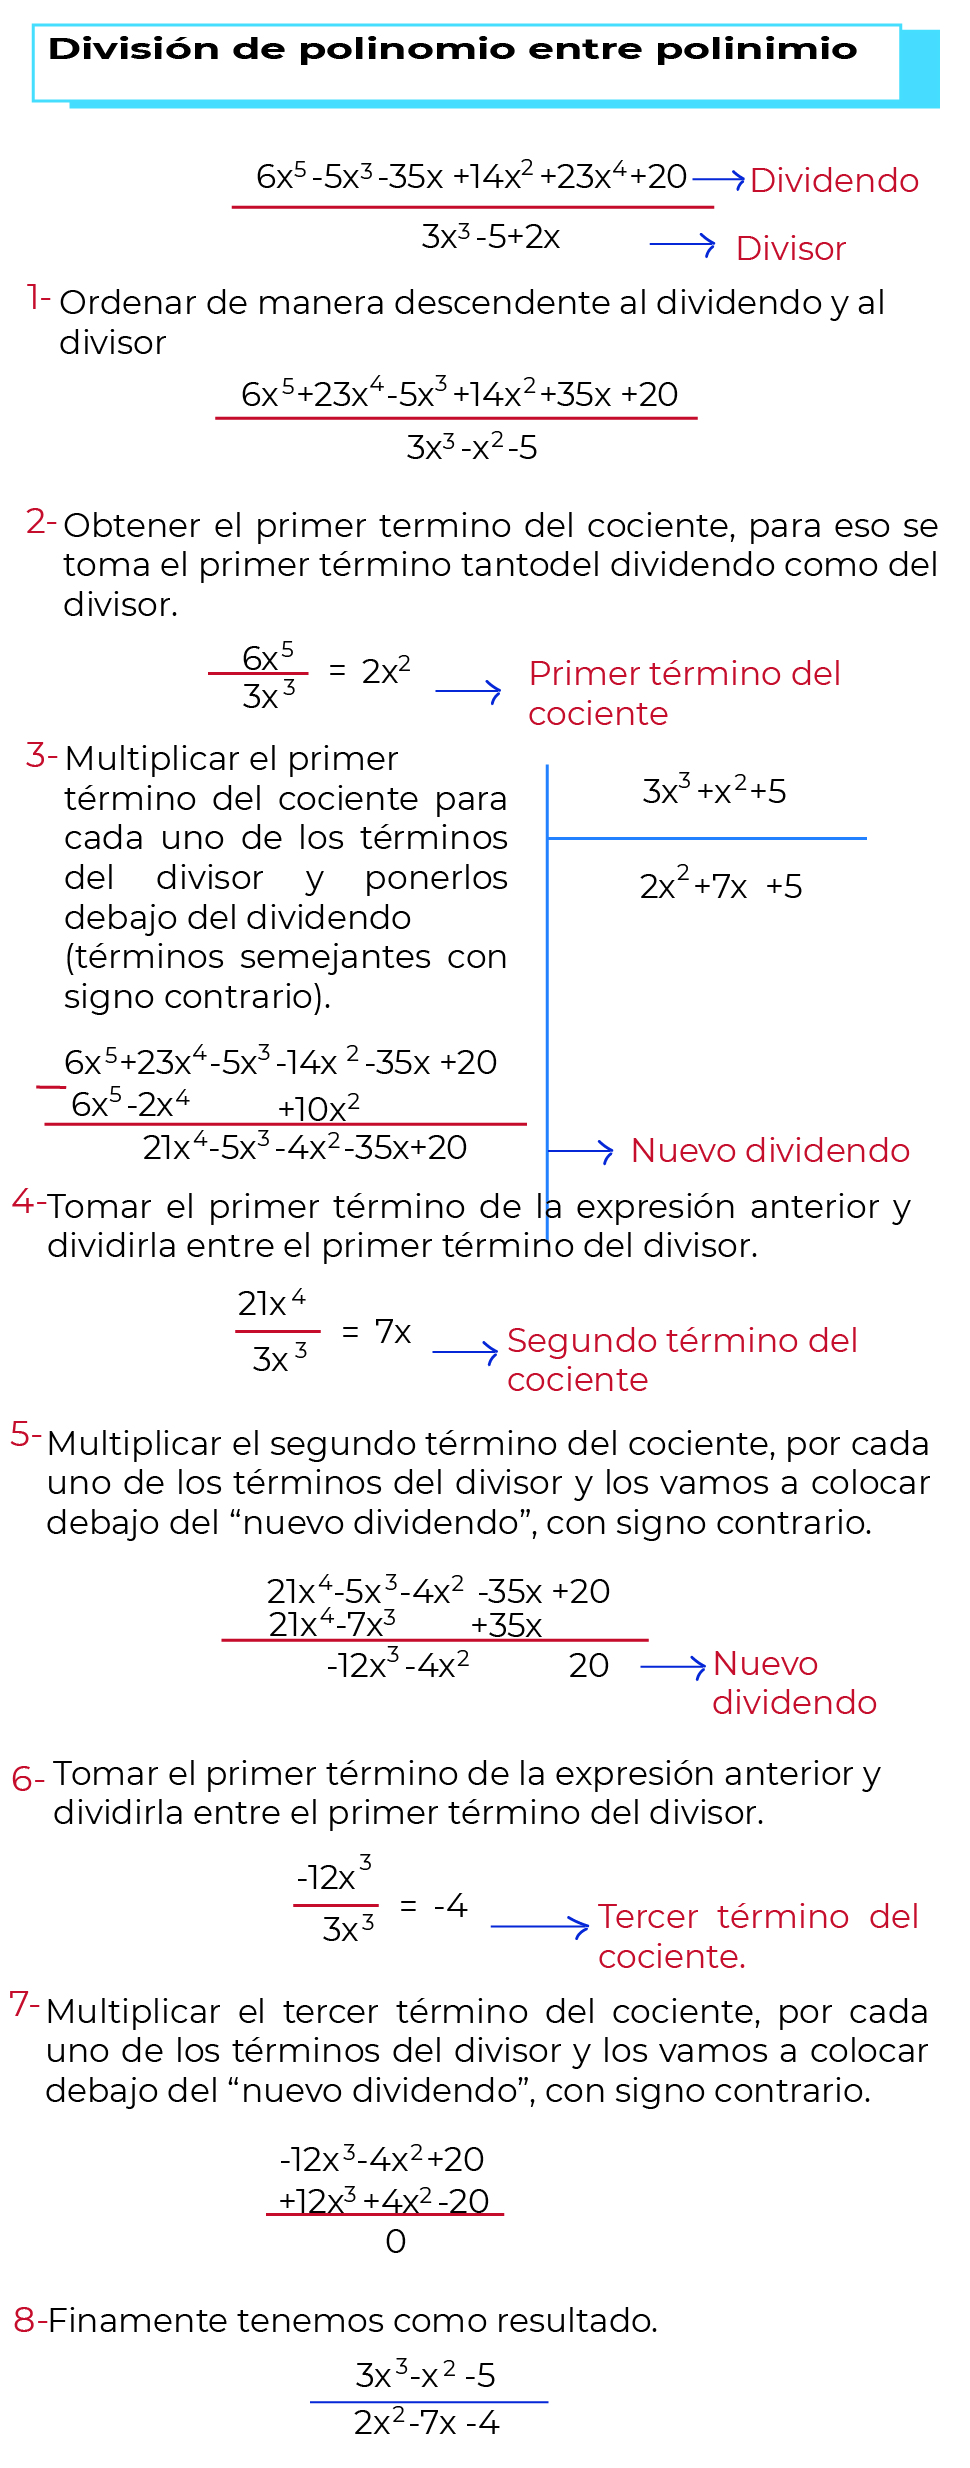 División de polinomio entre polinimio
6x⁵-5x³-35x +14x²+23x⁴+20 Dividendo
3x³-5+2x Divisor
1- Ordenar de manera descendente al dividendo y al
divisor
6x⁵+23x⁴-5x³+14x²+35x +20
3x³-x²-5
2- Obtener el primer termino del cociente, para eso se
toma el primer término tantodel dividendo como del
divisor.
6x⁵
3x³
= 2x²
Primer término del
cociente
3- Multiplicar el primer
término del cociente para
cada uno de los términos
del divisor y ponerlos
debajo del dividendo
(términos semejantes con
signo contrario).
3x³+x²+5
2x²+7x +5
6x⁵+23x⁴-5x³-14x²-35x +20
6x⁵-2x⁴ +10x²
21x⁴-5x³-4x²-35x+20
Nuevo dividendo
4-Tomar el primer término de la expresión anterior y
dividirla entre el primer término del divisor.
21x⁴
3x³
= 7x
Segundo término del
cociente
5- Multiplicar el segundo término del cociente, por cada
uno de los términos del divisor y los vamos a colocar
debajo del “nuevo dividendo”, con signo contrario.
21x⁴-5x³-4x² -35x +20
21x⁴-7x³ +35x
-12x³-4x² 20
Nuevo
dividendo
6- Tomar el primer término de la expresión anterior y
dividirla entre el primer término del divisor.
-12x³
3x³
= -4
Tercer término del
cociente.
7- Multiplicar el tercer término del cociente, por cada
uno de los términos del divisor y los vamos a colocar
debajo del “nuevo dividendo”, con signo contrario.
-12x³-4x²+20
+12x³+4x²-20
0
8-Finamente tenemos como resultado.
3x³-x² -5
2x²-7x -4